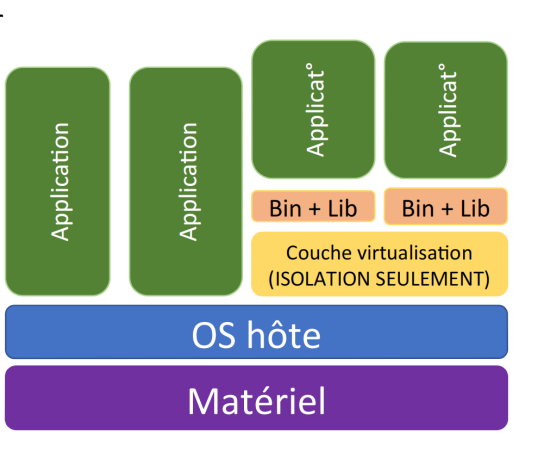 Application
Application
Applicat°
Applicat°
Bin + Lib
Bin + Lib
Couche virtualisation
(ISOLATION SEULEMENT)
OS hôte
Matériel